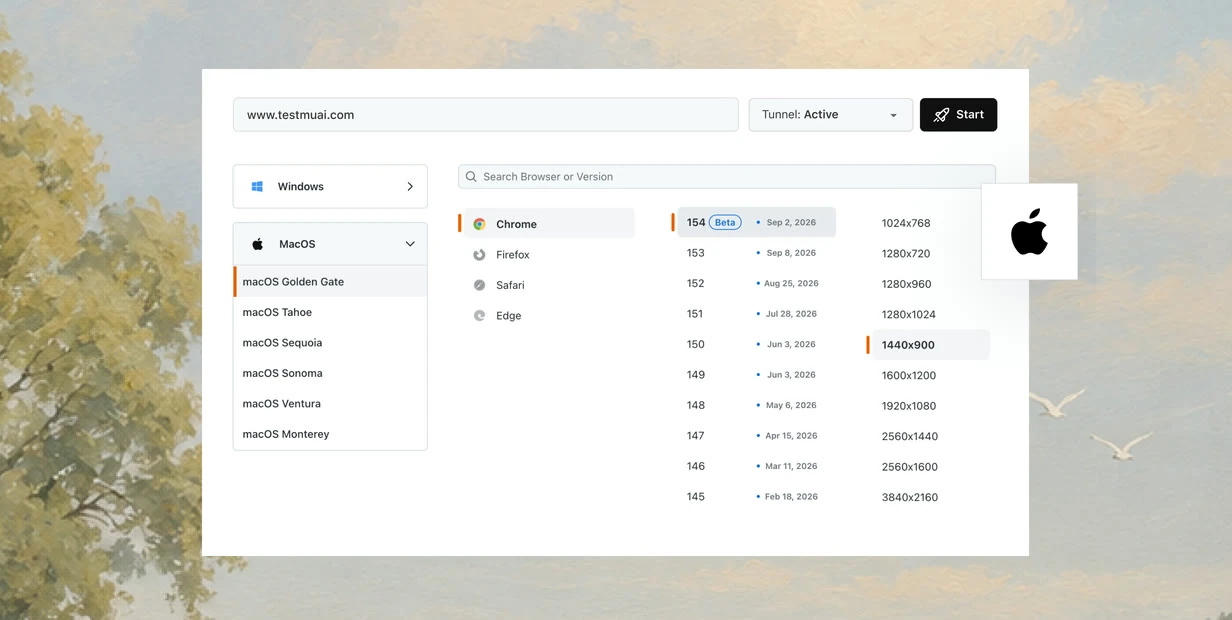 www.testmuai.com
Tunnel: Active
Start
Windows
MacOS
macOS Golden Gate
macOS Tahoe
macOS Sequoia
macOS Sonoma
macOS Ventura
macOS Monterey
Search Browser or Version
Chrome
Firefox
Safari
Edge
154 Beta • Sep 2, 2026
153 • Sep 8, 2026
152 • Aug 25, 2026
151 • Jul 28, 2026
150 • Jun 3, 2026
149 • Jun 3, 2026
148 • May 6, 2026
147 • Apr 15, 2026
146 • Mar 11, 2026
145 • Feb 18, 2026
1024x768
1280x720
1280x960
1280x1024
1440x900
1600x1200
1920x1080
2560x1440
2560x1600
3840x2160